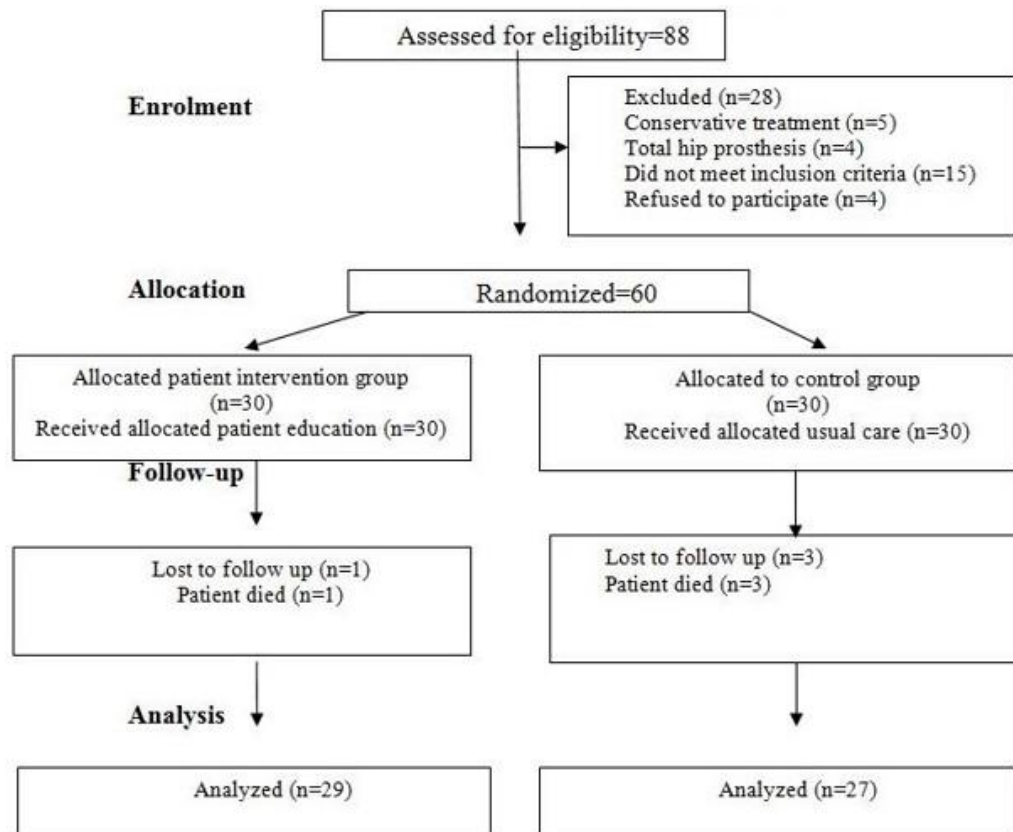 Assessed for eligibility=88
Enrolment
Excluded (n=28)
Conservative treatment (n=5)
Total hip prosthesis (n=4)
Did not meet inclusion criteria (n=15)
Refused to participate (n=4)
Allocation
Randomized=60
Allocated patient intervention group
(n=30)
Received allocated patient education (n=30)
Allocated to control group
(n=30)
Received allocated usual care (n=30)
Follow-up
Lost to follow up (n=1)
Patient died (n=1)
Lost to follow up (n=3)
Patient died (n=3)
Analysis
Analyzed (n=29)
Analyzed (n=27)